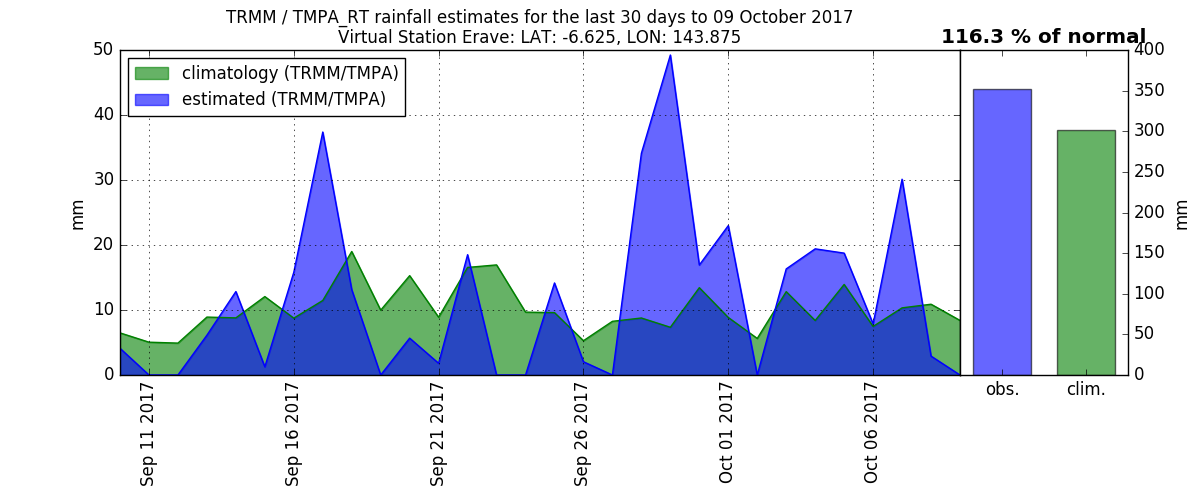 TRMM / TMPA_RT rainfall estimates for the last 30 days to 09 October 2017
Virtual Station Erave: LAT: -6.625, LON: 143.875
116.3 % of normal
climatology (TRMM/TMPA)
estimated (TRMM/TMPA)
50
40
30
20
10
0
mm
Sep 11 2017
Sep 16 2017
Sep 21 2017
Sep 26 2017
Oct 01 2017
Oct 06 2017
obs.
clim.
400
350
300
250
200
150
100
50
0
mm